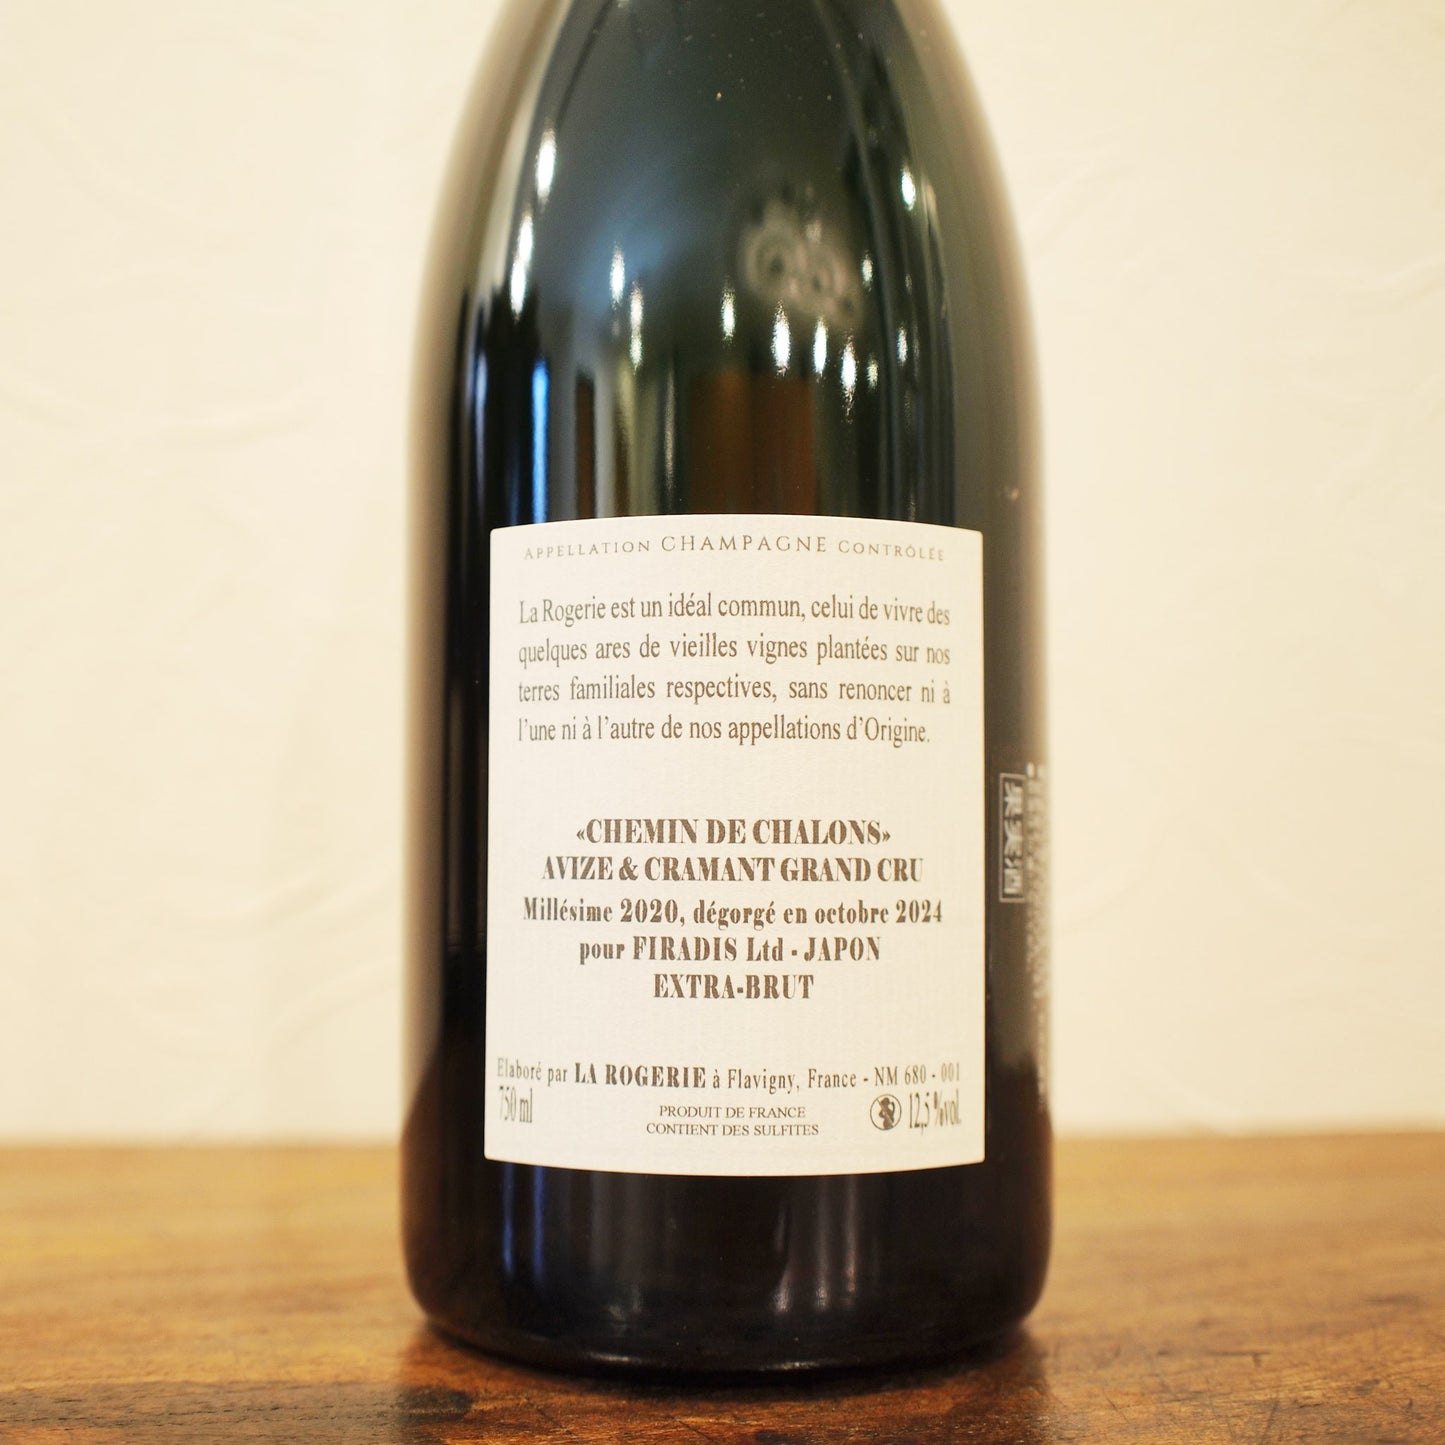 APPELLATION CHAMPAGNE CONTRÔLÉE
La Rogerie est un idéal commun, celui de vivre des
quelques ares de vieilles vignes plantées sur nos
terres familiales respectives, sans renoncer ni à
l'une ni à l'autre de nos appellations d'Origine.
«CHEMIN DE CHALONS»
AVIZE & CRAMANT GRAND CRU
Millésime 2020, dégorgé en octobre 2024
pour FIRADIS Ltd - JAPON
EXTRA-BRUT
Elaboré par LA ROGERIE à Flavigny, France - NM 680 - 001
750 ml
PRODUIT DE FRANCE
CONTIENT DES SULFITES
12,5 %vol.
果実酒